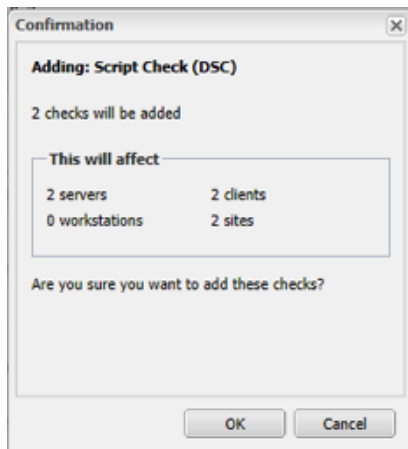 Confirmation
Adding: Script Check (DSC)
2 checks will be added
This will affect
2 servers 2 clients
0 workstations 2 sites
Are you sure you want to add these checks?
OK Cancel